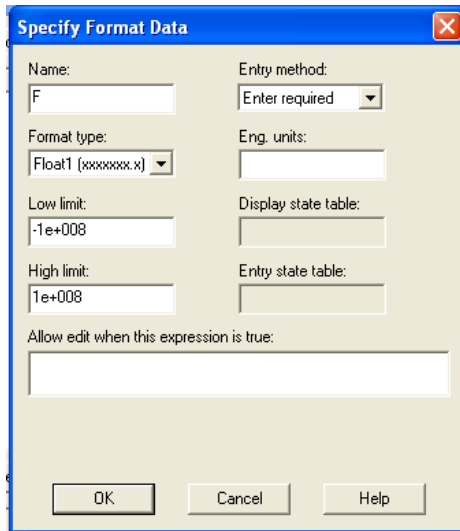 Specify Format Data
Name:
Entry method:
F
Enter required
Format type:
Eng. units:
Float1 (xxxxxxx.x)
Low limit:
Display state table:
-1e+008
High limit:
Entry state table:
1e+008
Allow edit when this expression is true:
OK
Cancel
Help